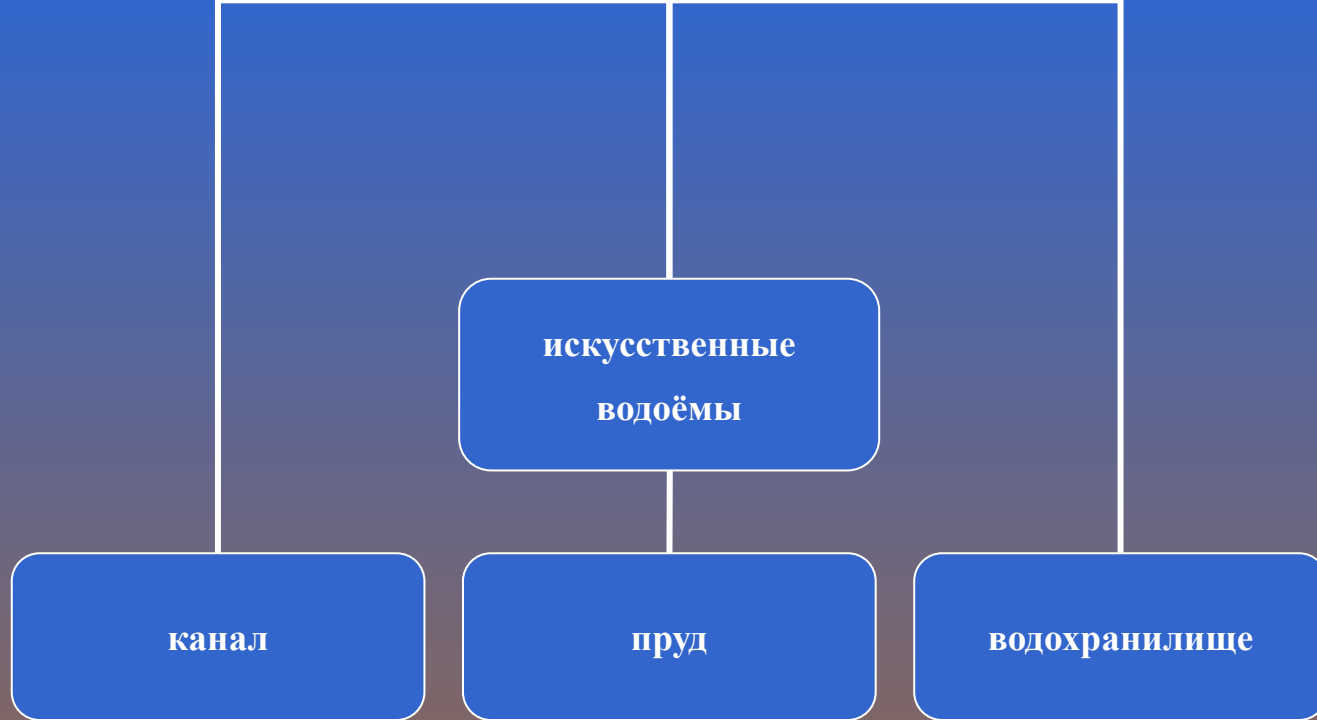 искусственные
водоёмы
канал
пруд
водохранилище